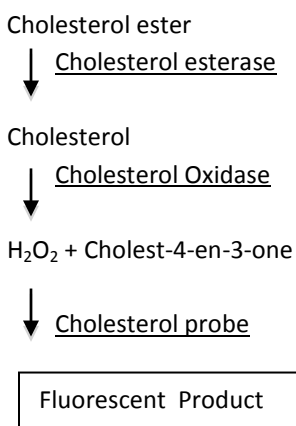 Cholesterol ester
Cholesterol esterase
Cholesterol
Cholesterol Oxidase
H₂O₂ + Cholest-4-en-3-one
Cholesterol probe
Fluorescent Product